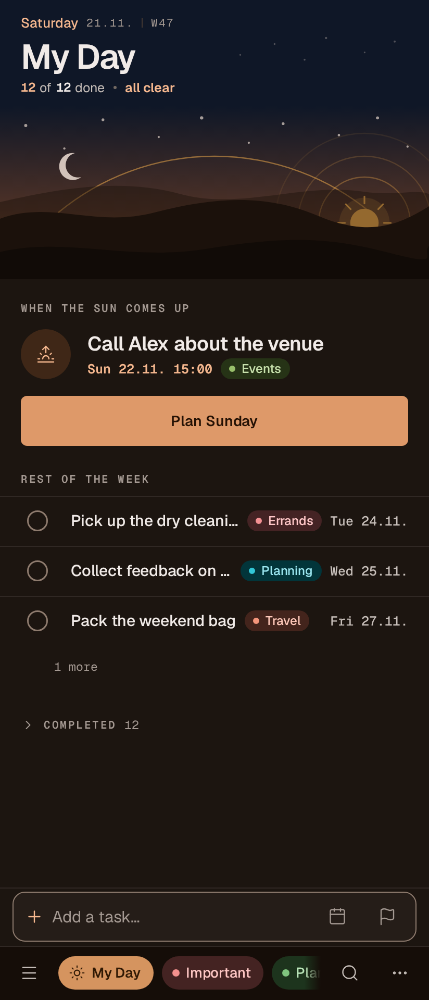 Saturday 21.11. | W47
My Day
12 of 12 done • all clear
WHEN THE SUN COMES UP
Call Alex about the venue
Sun 22.11. 15:00 Events
Plan Sunday
REST OF THE WEEK
Pick up the dry cleani… Errands Tue 24.11.
Collect feedback on … Planning Wed 25.11.
Pack the weekend bag Travel Fri 27.11.
1 more
COMPLETED 12
Add a task…
My Day Important Pla